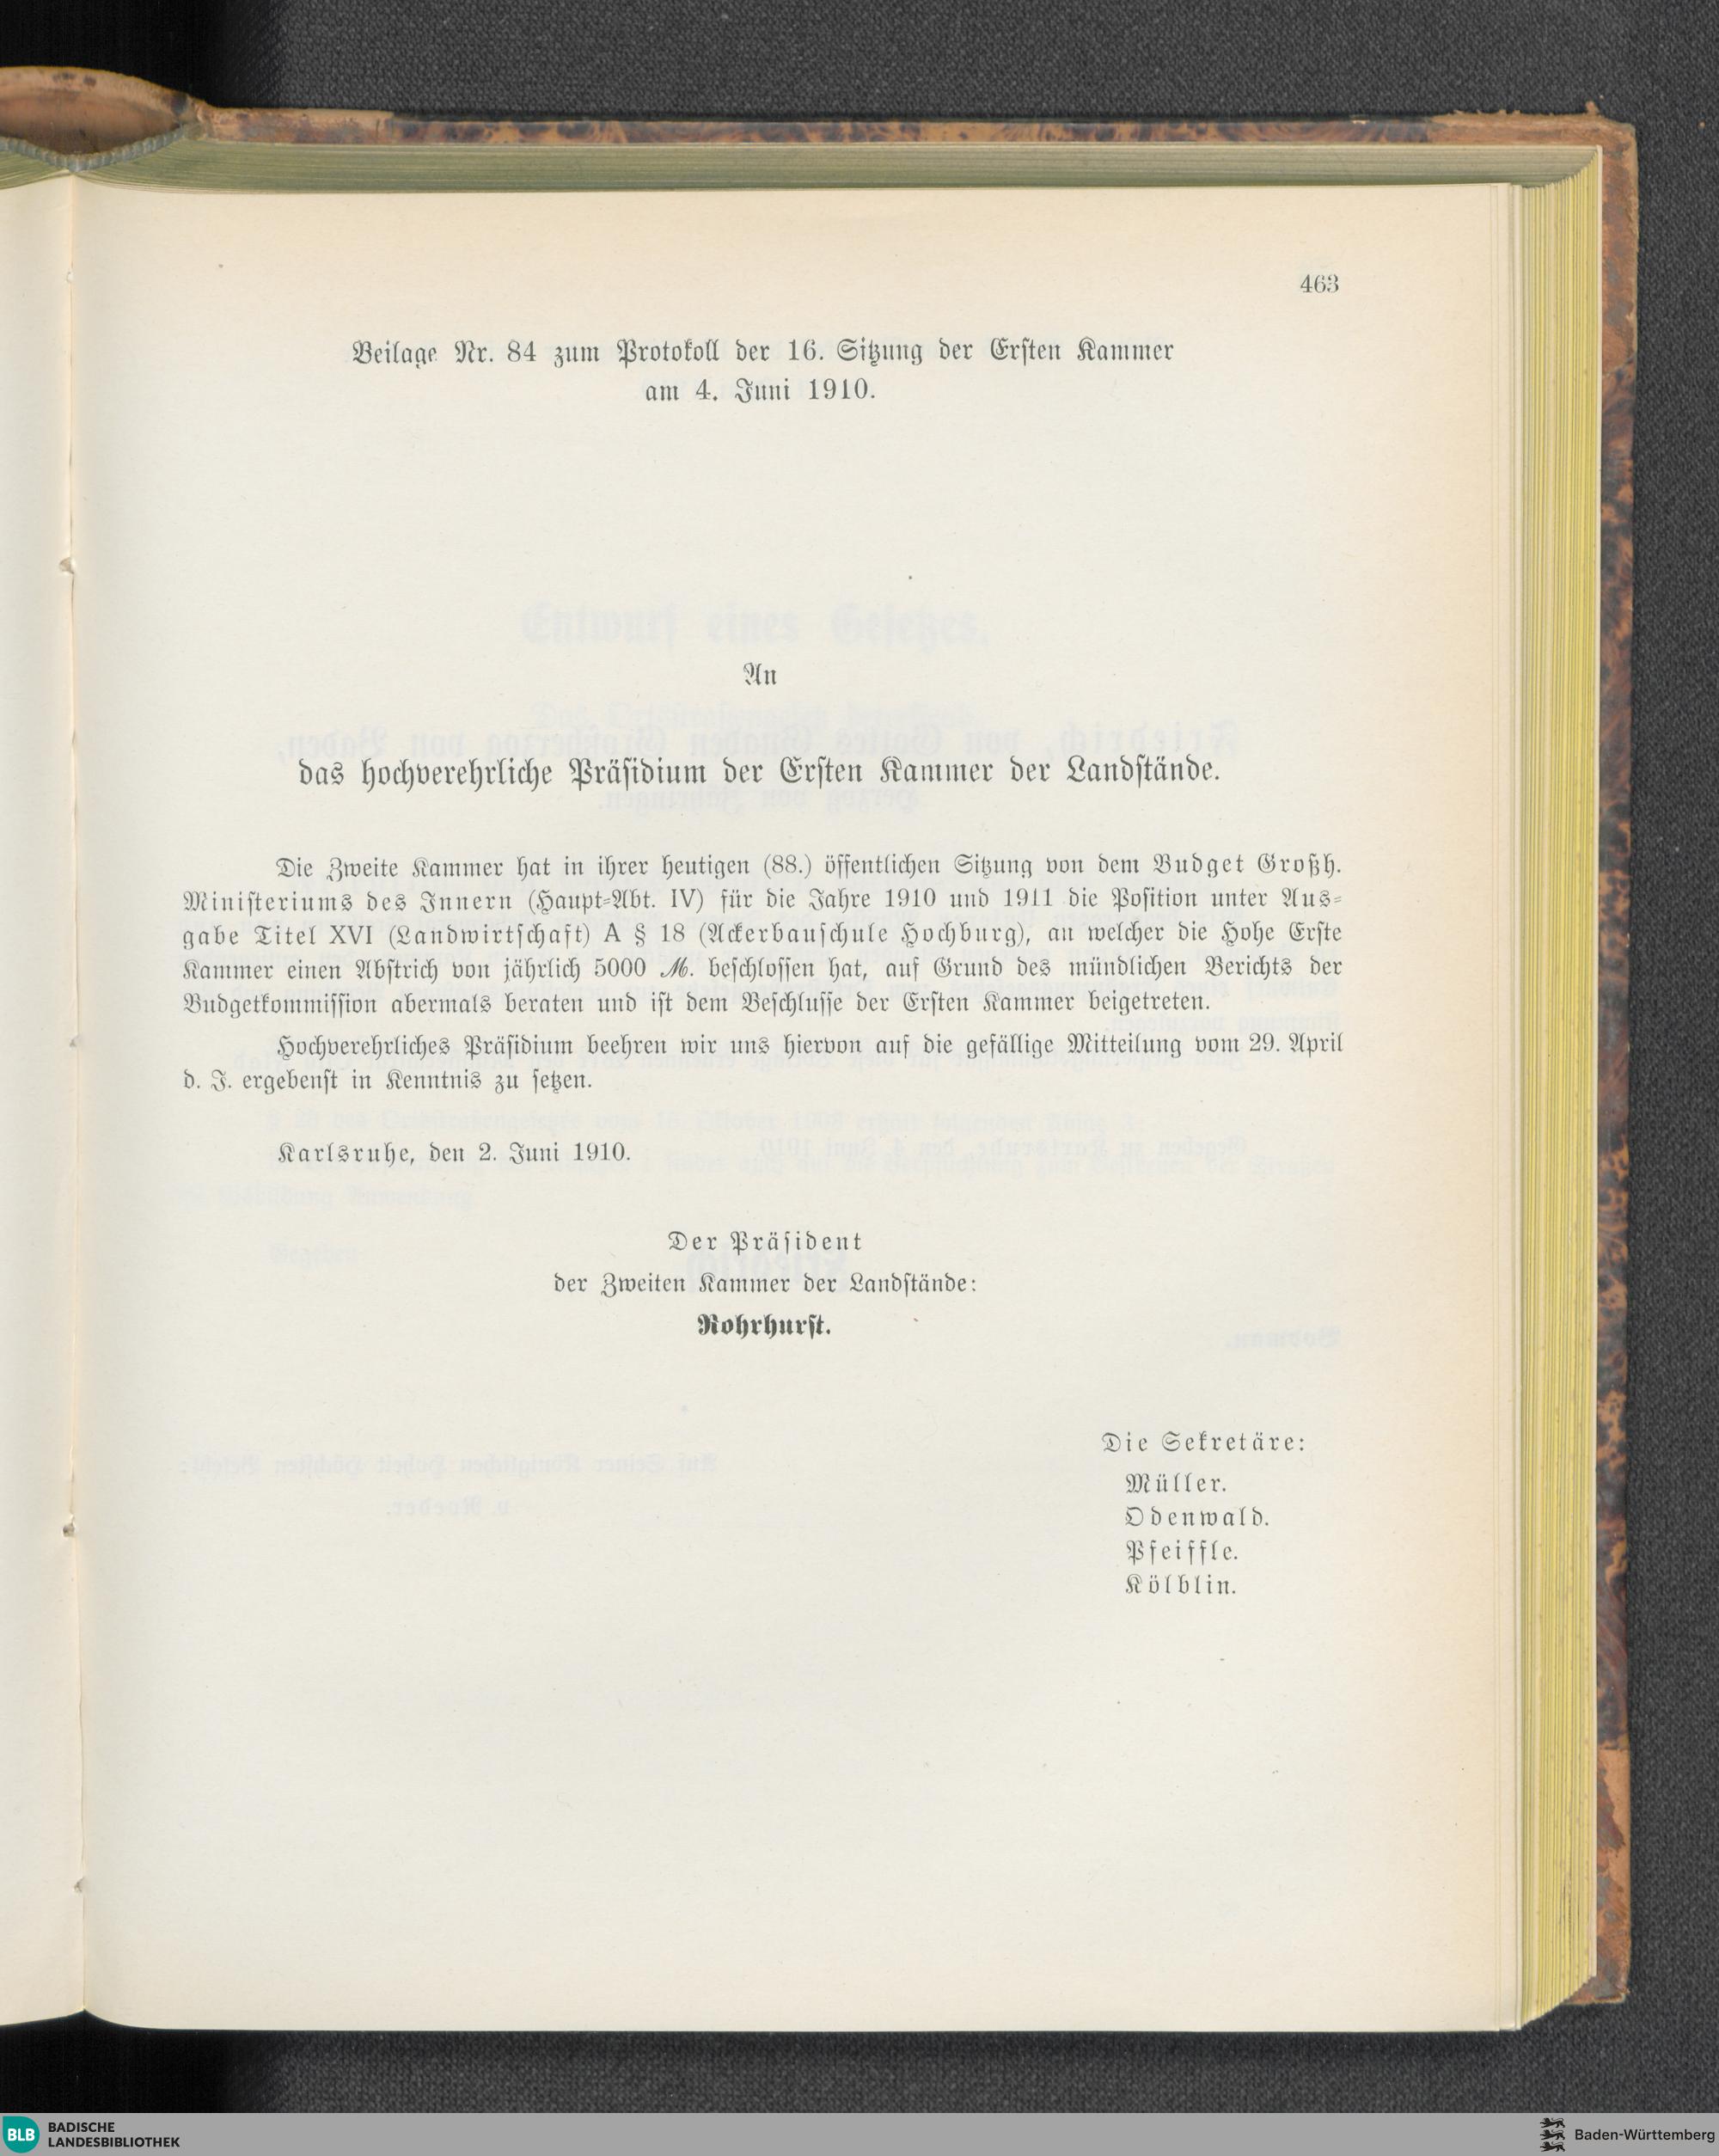 463
Beilage Nr. 84 zum Protokoll der 16. Sitzung der Ersten Kammer
am 4. Juni 1910.
An
das hochverehrliche Präsidium der Ersten Kammer der Landstände.
Die Zweite Kammer hat in ihrer heutigen (88.) öffentlichen Sitzung von dem Budget Großh.
Ministeriums des Innern (Haupt-Abt. IV) für die Jahre 1910 und 1911 die Position unter Aus-
gabe Titel XVI (Landwirtschaft) A § 18 (Ackerbauschule Hochburg), an welcher die Hohe Erste
Kammer einen Abstrich von jährlich 5000 ℳ. beschlossen hat, auf Grund des mündlichen Berichts der
Budgetkommission abermals beraten und ist dem Beschlusse der Ersten Kammer beigetreten.
Hochverehrliches Präsidium beehren wir uns hiervon auf die gefällige Mitteilung vom 29. April
d. J. ergebenst in Kenntnis zu setzen.
Karlsruhe, den 2. Juni 1910.
Der Präsident
der Zweiten Kammer der Landstände:
Rohrhurst.
Die Sekretäre:
Müller.
Odenwald.
Pfeiffle.
Kölblin.
BLB BADISCHE
LANDESBIBLIOTHEK
Baden-Württemberg